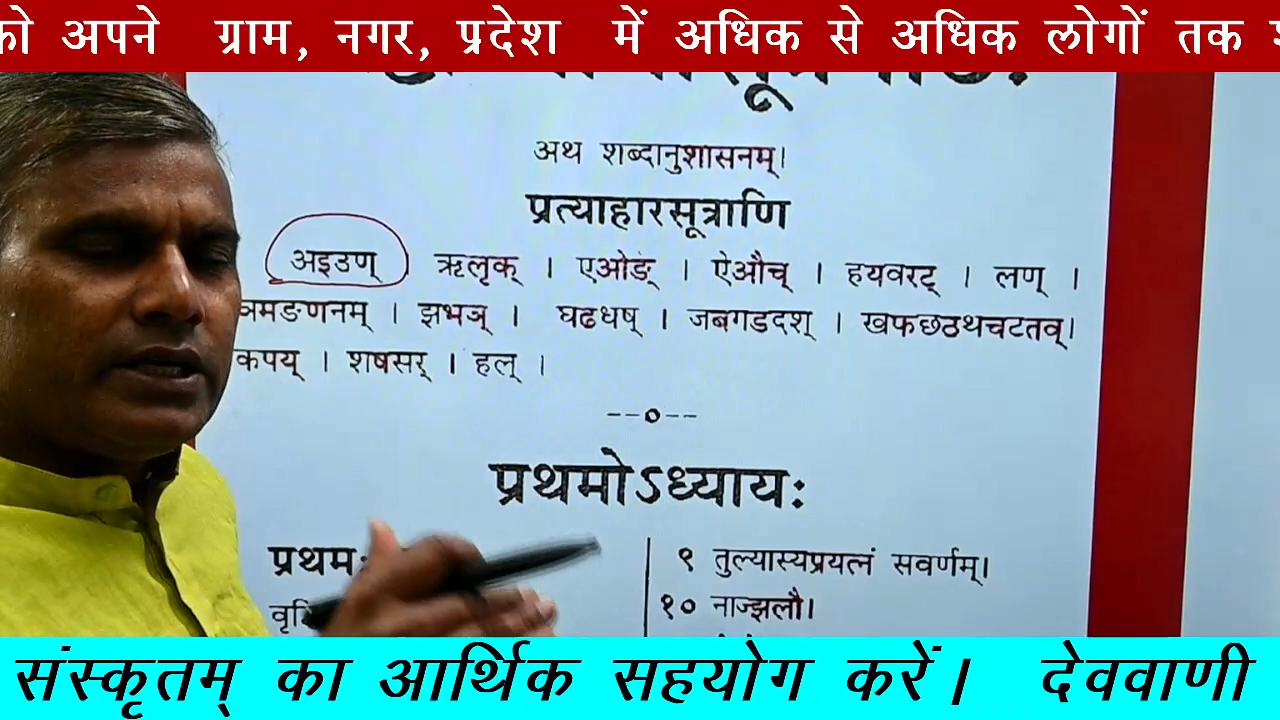 को अपने ग्राम, नगर, प्रदेश में अधिक से अधिक लोगों तक
अथ शब्दानुशासनम्।
प्रत्याहारसूत्राणि
अइउण् ऋलृक् । एओङ् । ऐऔच् । हयवरट् । लण् ।
ञमङणनम् । झभञ् । घढधष् । जबगडदश् । खफछठथचटतव्।
कपय् । शषसर् । हल् ।
--०--
प्रथमोऽध्यायः
प्रथमः
९ तुल्यास्यप्रयत्नं सवर्णम्।
१० नाज्झलौ।
संस्कृतम् का आर्थिक सहयोग करें। देववाणी